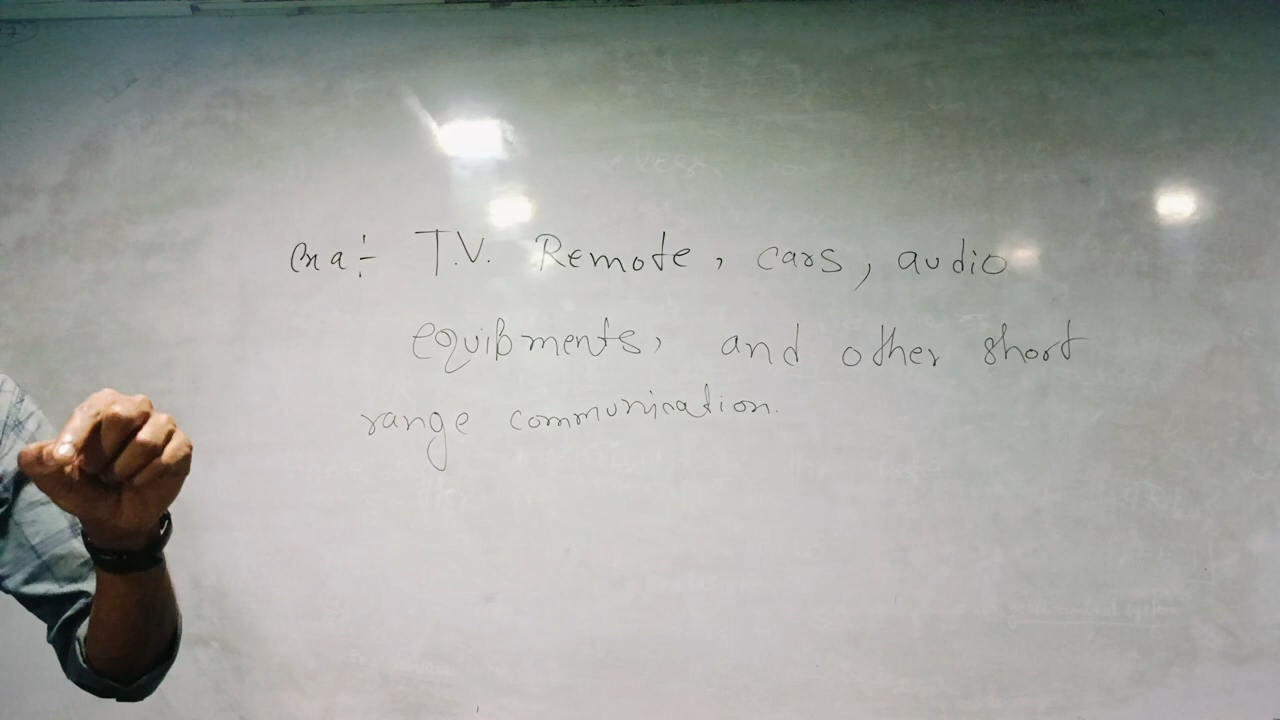 exa:- T.V. Remote, cars, audio
equipments, and other short
range communication.